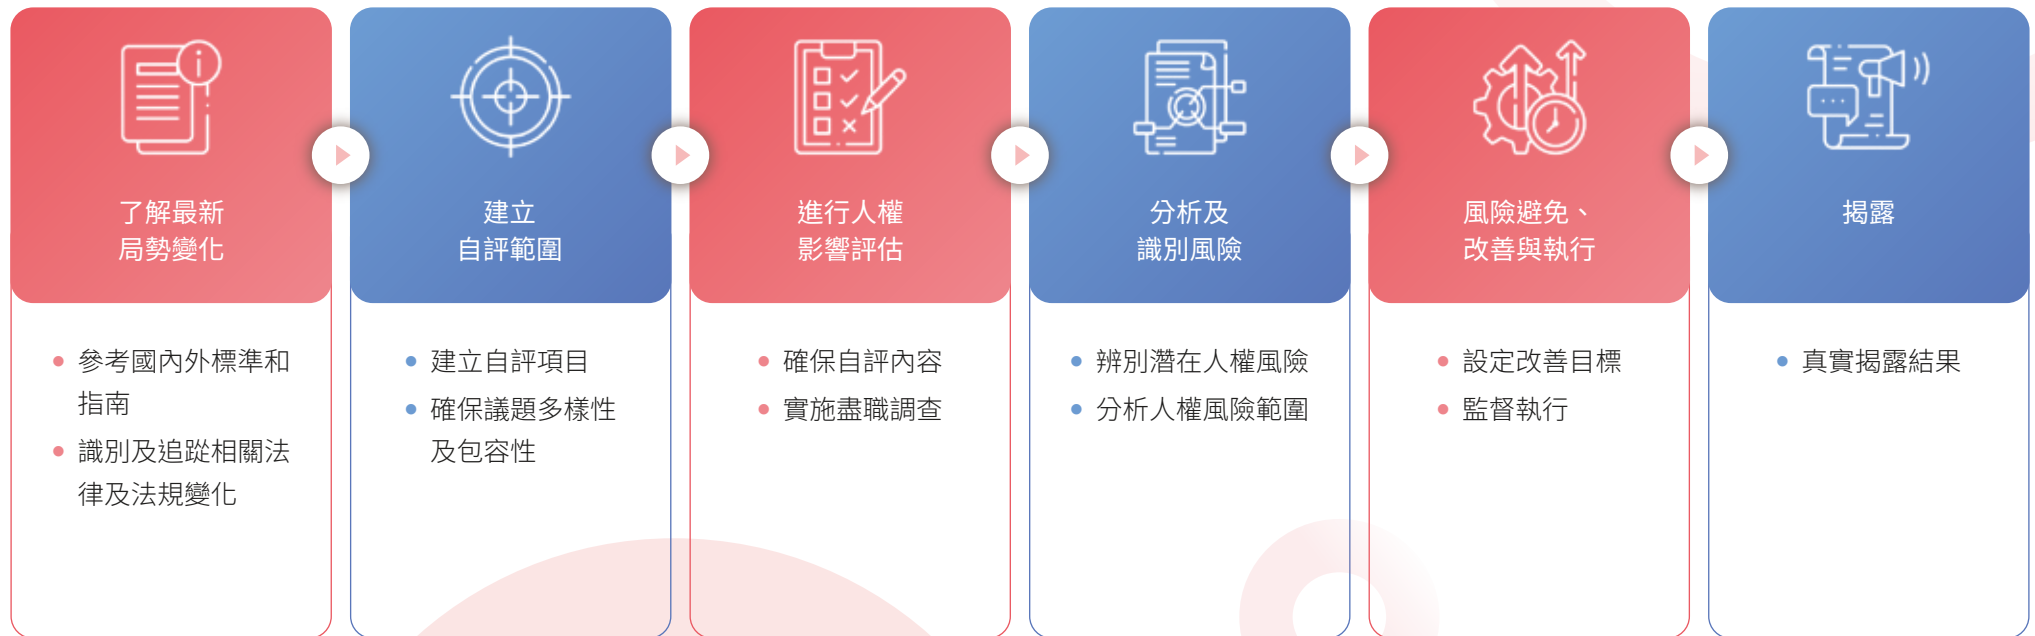 了解最新
局勢變化
參考國內外標準和
指南
識別及追蹤相關法
律及法規變化
建立
自評範圍
建立自評項目
確保議題多樣性
及包容性
進行人權
影響評估
確保自評內容
實施盡職調查
分析及
識別風險
辨別潛在人權風險
分析人權風險範圍
風險避免、
改善與執行
設定改善目標
監督執行
揭露
真實揭露結果